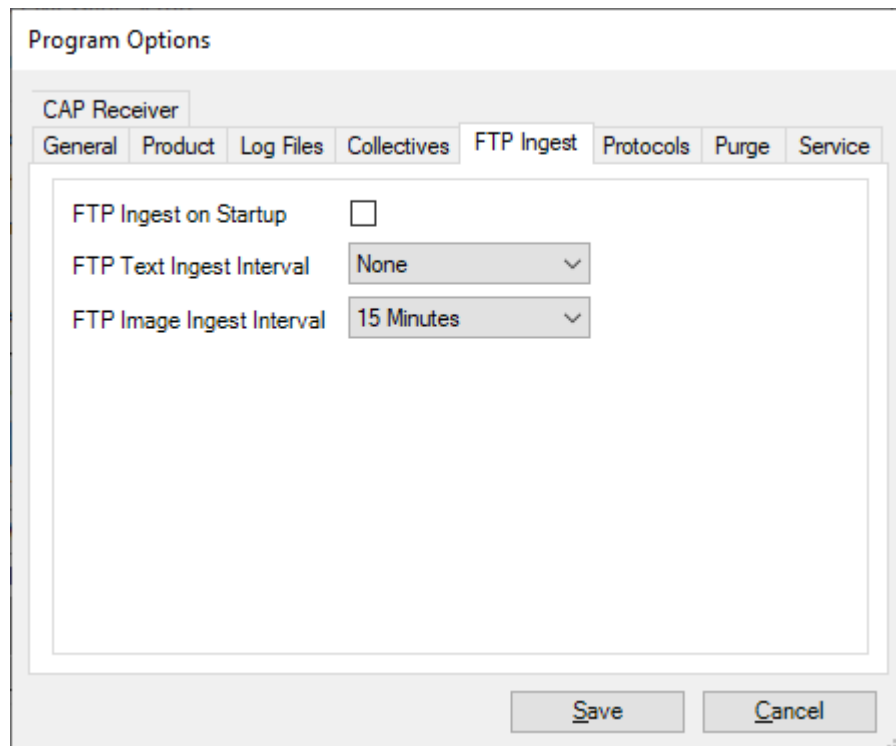 Program Options
CAP Receiver
General Product Log Files Collectives FTP Ingest Protocols Purge Service
FTP Ingest on Startup
FTP Text Ingest Interval None
FTP Image Ingest Interval 15 Minutes
Save Cancel